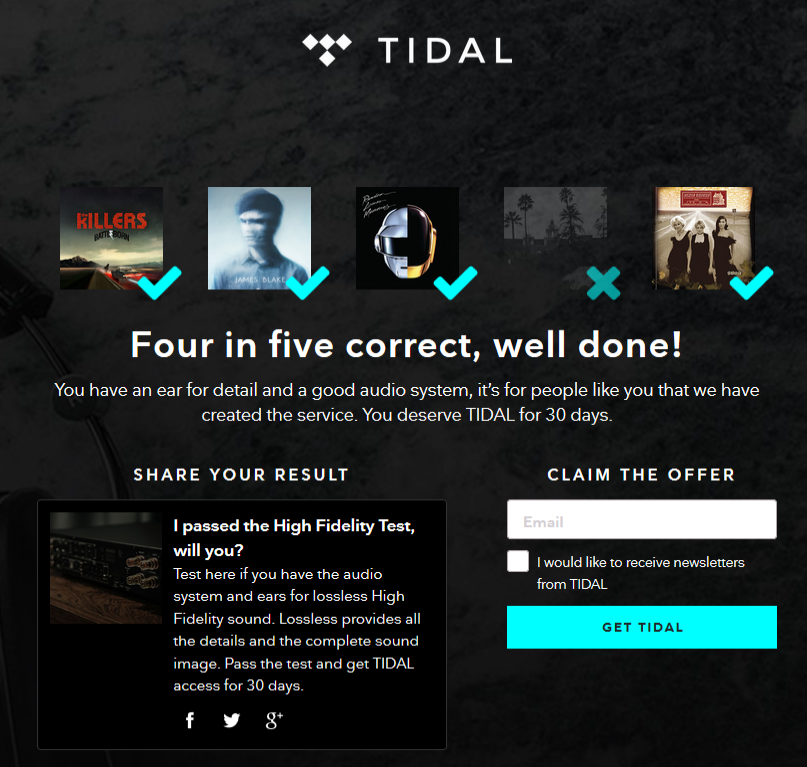 TIDAL
THE
KILLERS
BATTLE BORN
JAMES BLAKE
Random
Access
Memories
Four in five correct, well done!
You have an ear for detail and a good audio system, it's for people like you that we have
created the service. You deserve TIDAL for 30 days.
SHARE YOUR RESULT
I passed the High Fidelity Test,
will you?
Test here if you have the audio
system and ears for lossless High
Fidelity sound. Lossless provides all
the details and the complete sound
image. Pass the test and get TIDAL
access for 30 days.
f
g+
CLAIM THE OFFER
Email
I would like to receive newsletters
from TIDAL
GET TIDAL